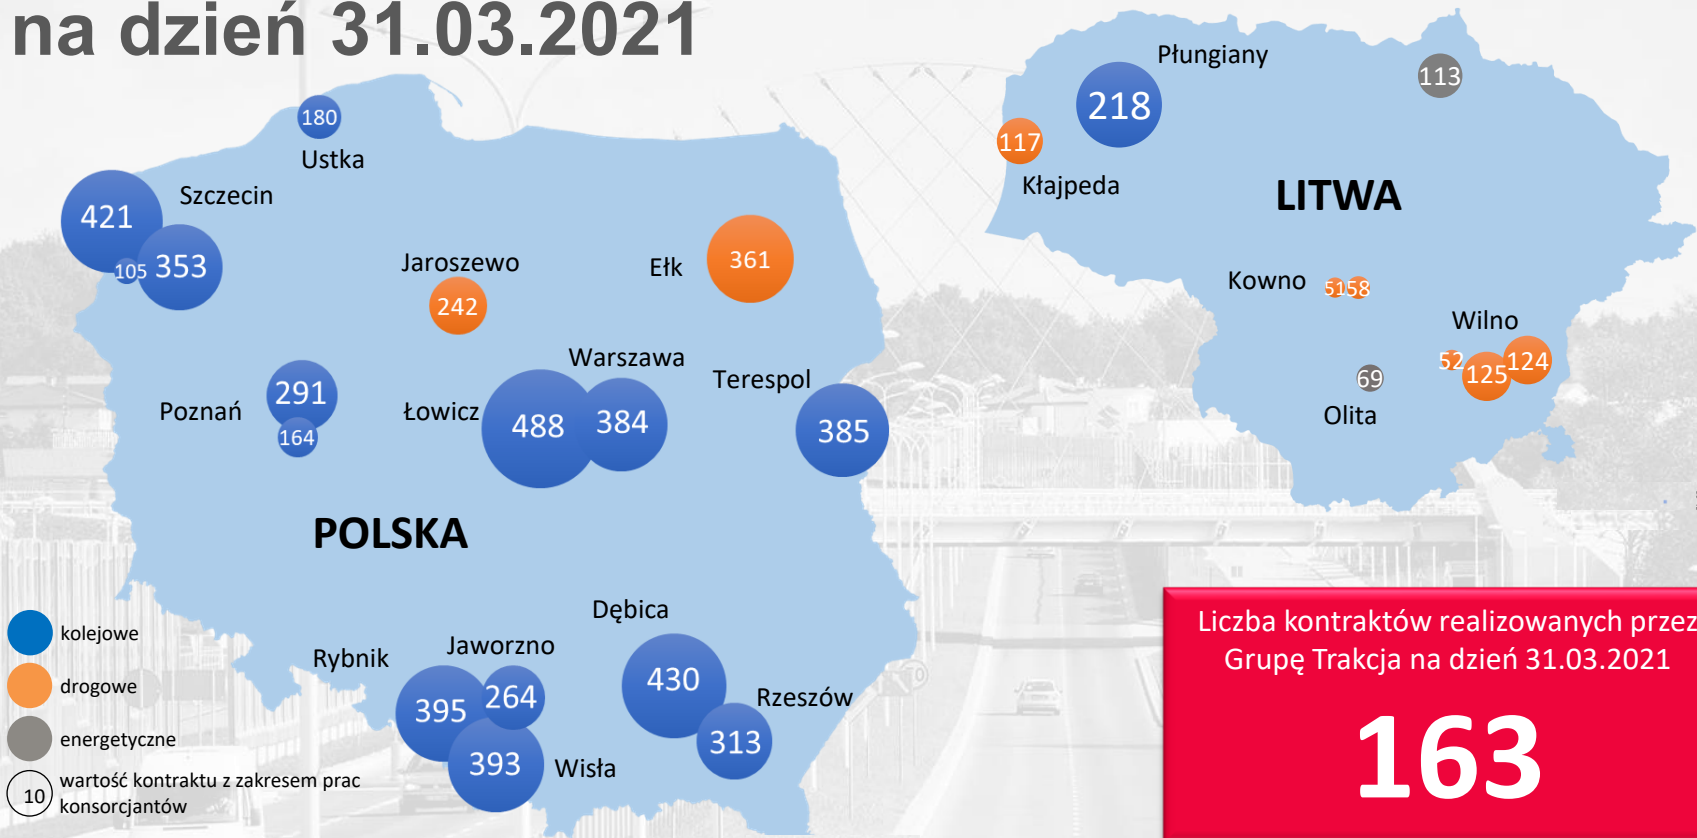 na dzień 31.03.2021
180
Ustka
Szczecin
421
105
353
Jaroszewo
242
Ełk
361
Poznań
291
164
Warszawa
Łowicz
488
384
Terespol
385
POLSKA
Dębica
430
Rzeszów
313
Rybnik
Jaworzno
395
264
393
Wisła
Płungiany
218
113
117
Kłajpeda
LITWA
Kowno
51
58
Wilno
52
125
124
69
Olita
kolejowe
drogowe
energetyczne
10
wartość kontraktu z zakresem prac
konsorcjantów
Liczba kontraktów realizowanych przez
Grupę Trakcja na dzień 31.03.2021
163